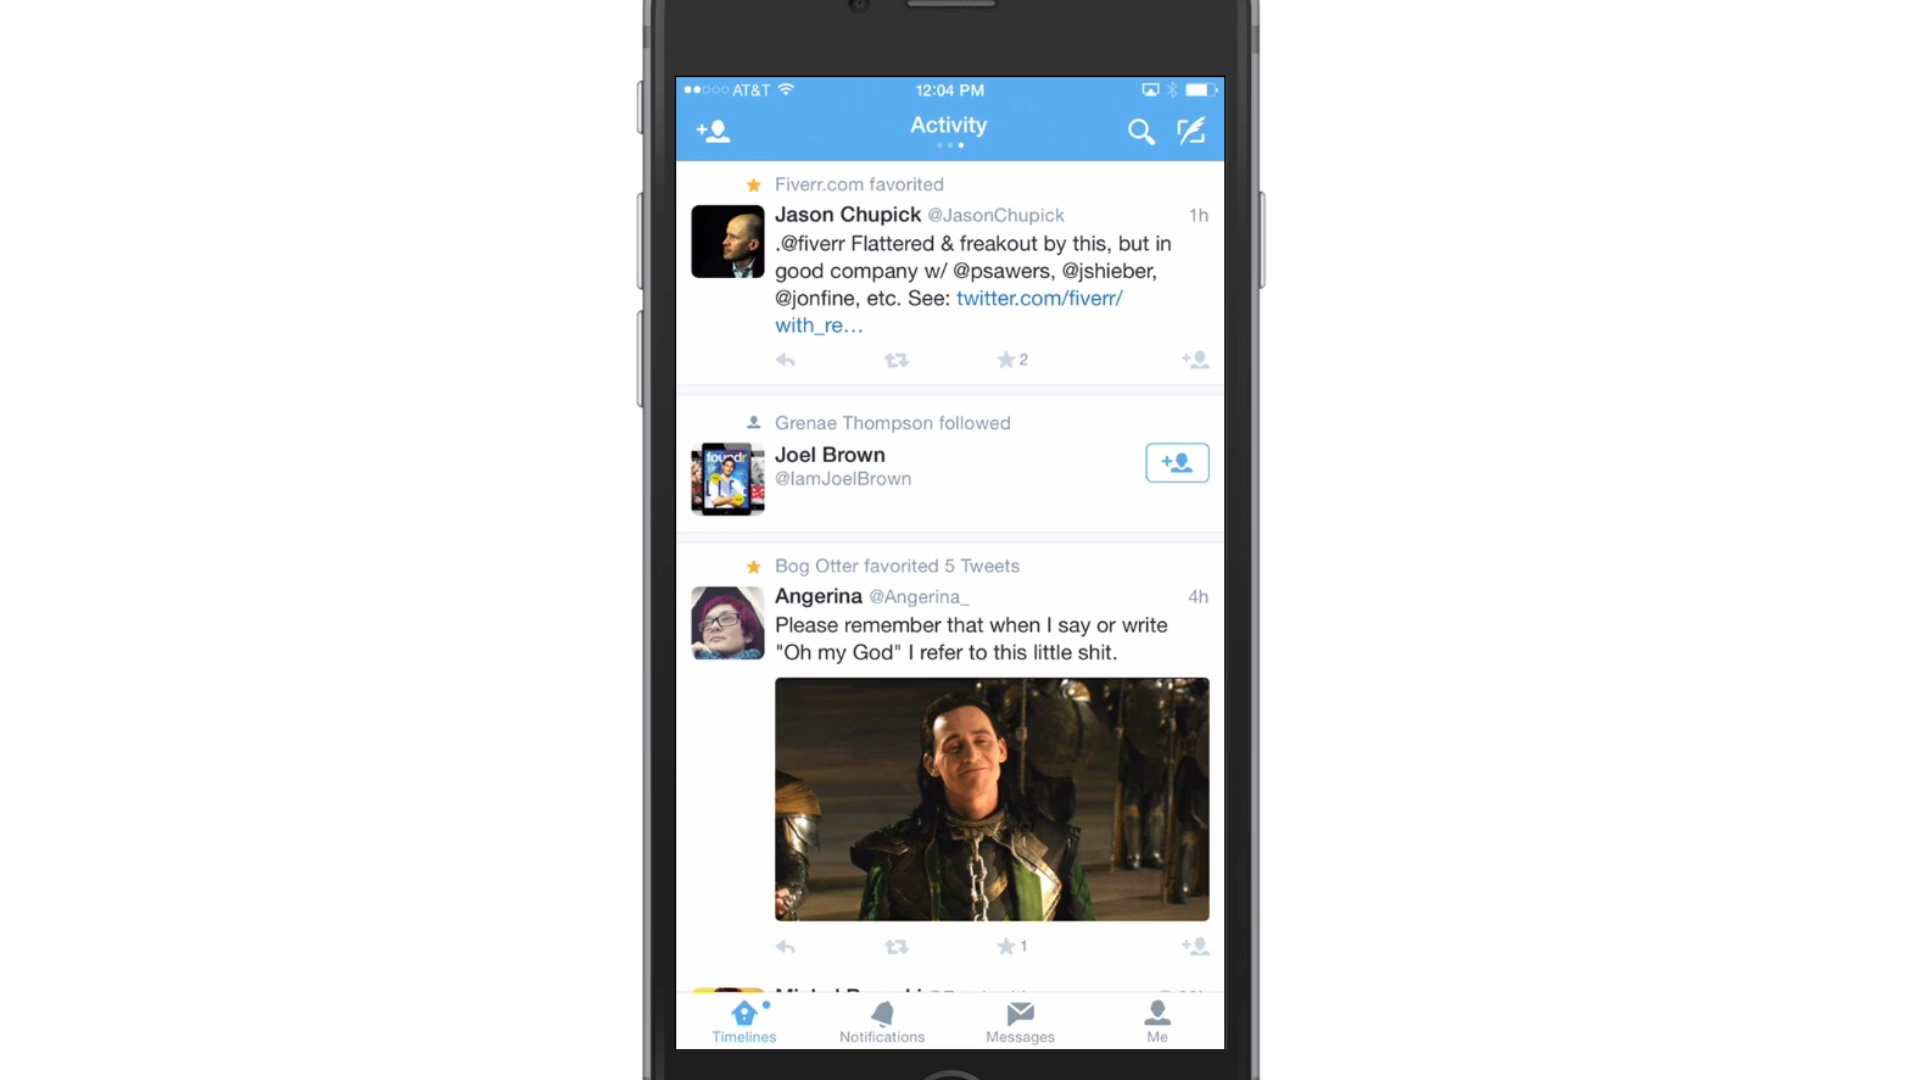 AT&T 12:04 PM
Activity
Fiverr.com favorited
Jason Chupick @JasonChupick 1h
.@fiverr Flattered & freakout by this, but in
good company w/ @psawers, @jshieber,
@jonfine, etc. See: twitter.com/fiverr/
with_re…
2
Grenae Thompson followed
foundr
Joel Brown
@IamJoelBrown
Bog Otter favorited 5 Tweets
Angerina @Angerina_ 4h
Please remember that when I say or write
"Oh my God" I refer to this little shit.
1
Timelines Notifications Messages Me